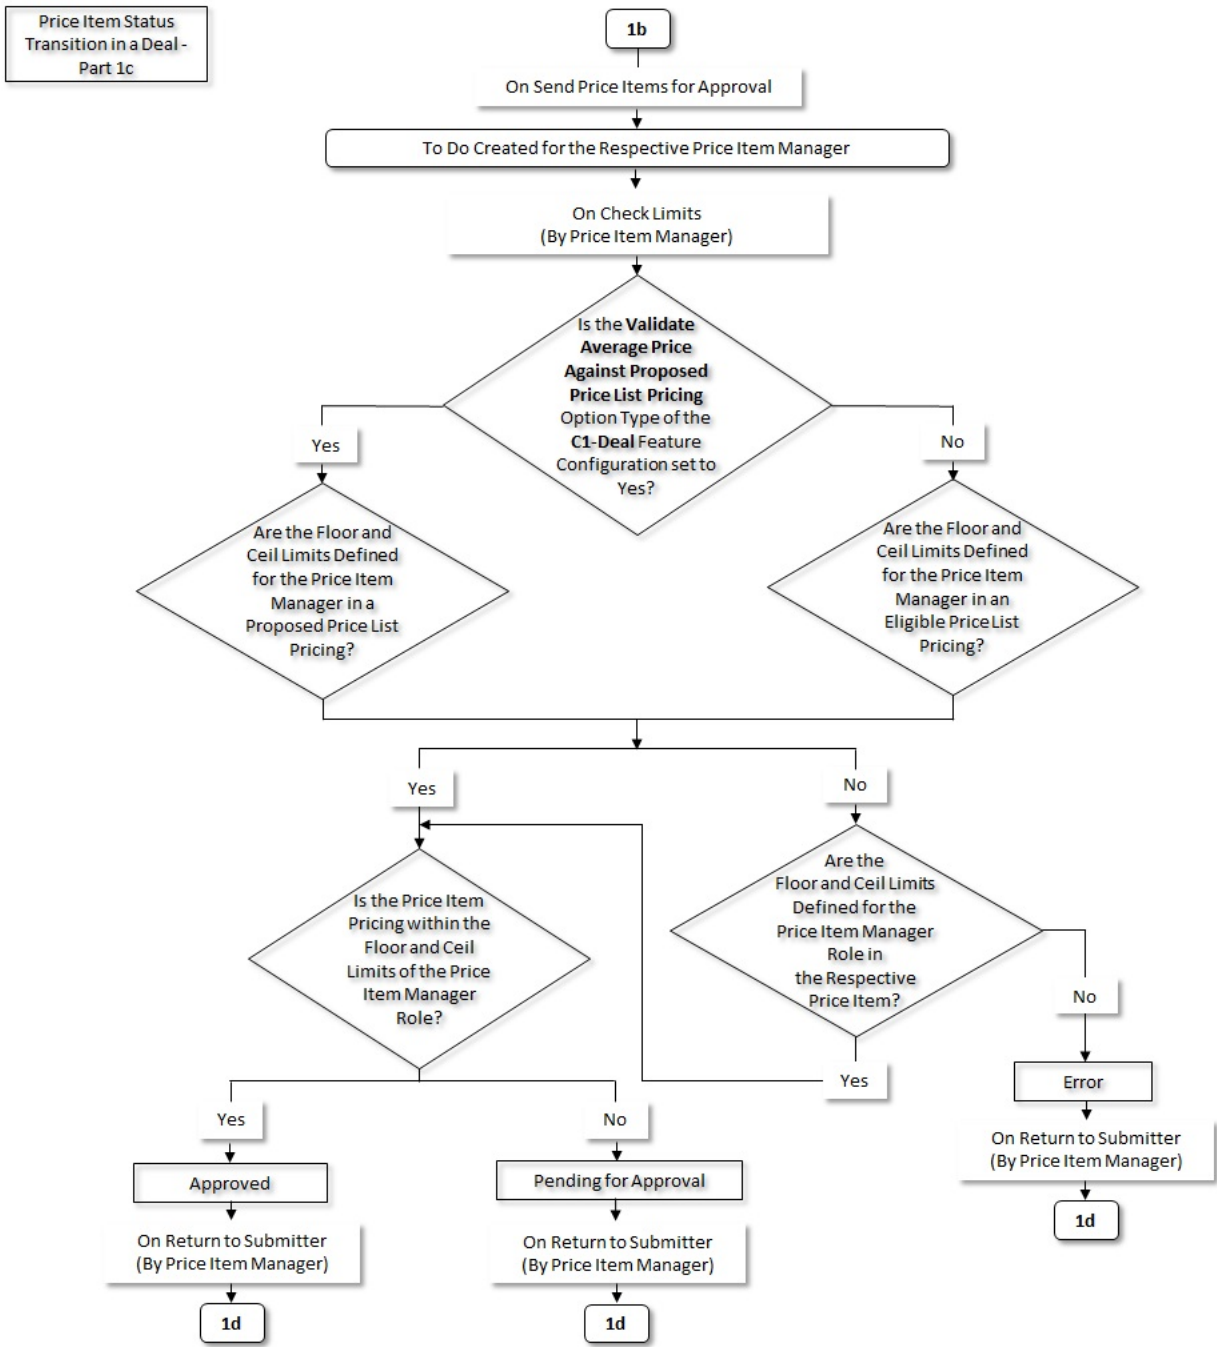 Price Item Status
Transition in a Deal -
Part 1c
1b
On Send Price Items for Approval
To Do Created for the Respective Price Item Manager
On Check Limits
(By Price Item Manager)
Is the Validate
Average Price
Against Proposed
Price List Pricing
Option Type of the
C1-Deal Feature
Configuration set to
Yes?
Yes
No
Are the Floor and
Ceil Limits Defined
for the Price Item
Manager in a
Proposed Price List
Pricing?
Are the Floor and
Ceil Limits Defined
for the Price Item
Manager in an
Eligible Price List
Pricing?
Yes
No
Is the Price Item
Pricing within the
Floor and Ceil
Limits of the Price
Item Manager
Role?
Are the
Floor and Ceil Limits
Defined for the
Price Item Manager
Role in
the Respective
Price Item?
No
Yes
Error
Yes
No
On Return to Submitter
(By Price Item Manager)
Approved
Pending for Approval
1d
On Return to Submitter
(By Price Item Manager)
On Return to Submitter
(By Price Item Manager)
1d
1d